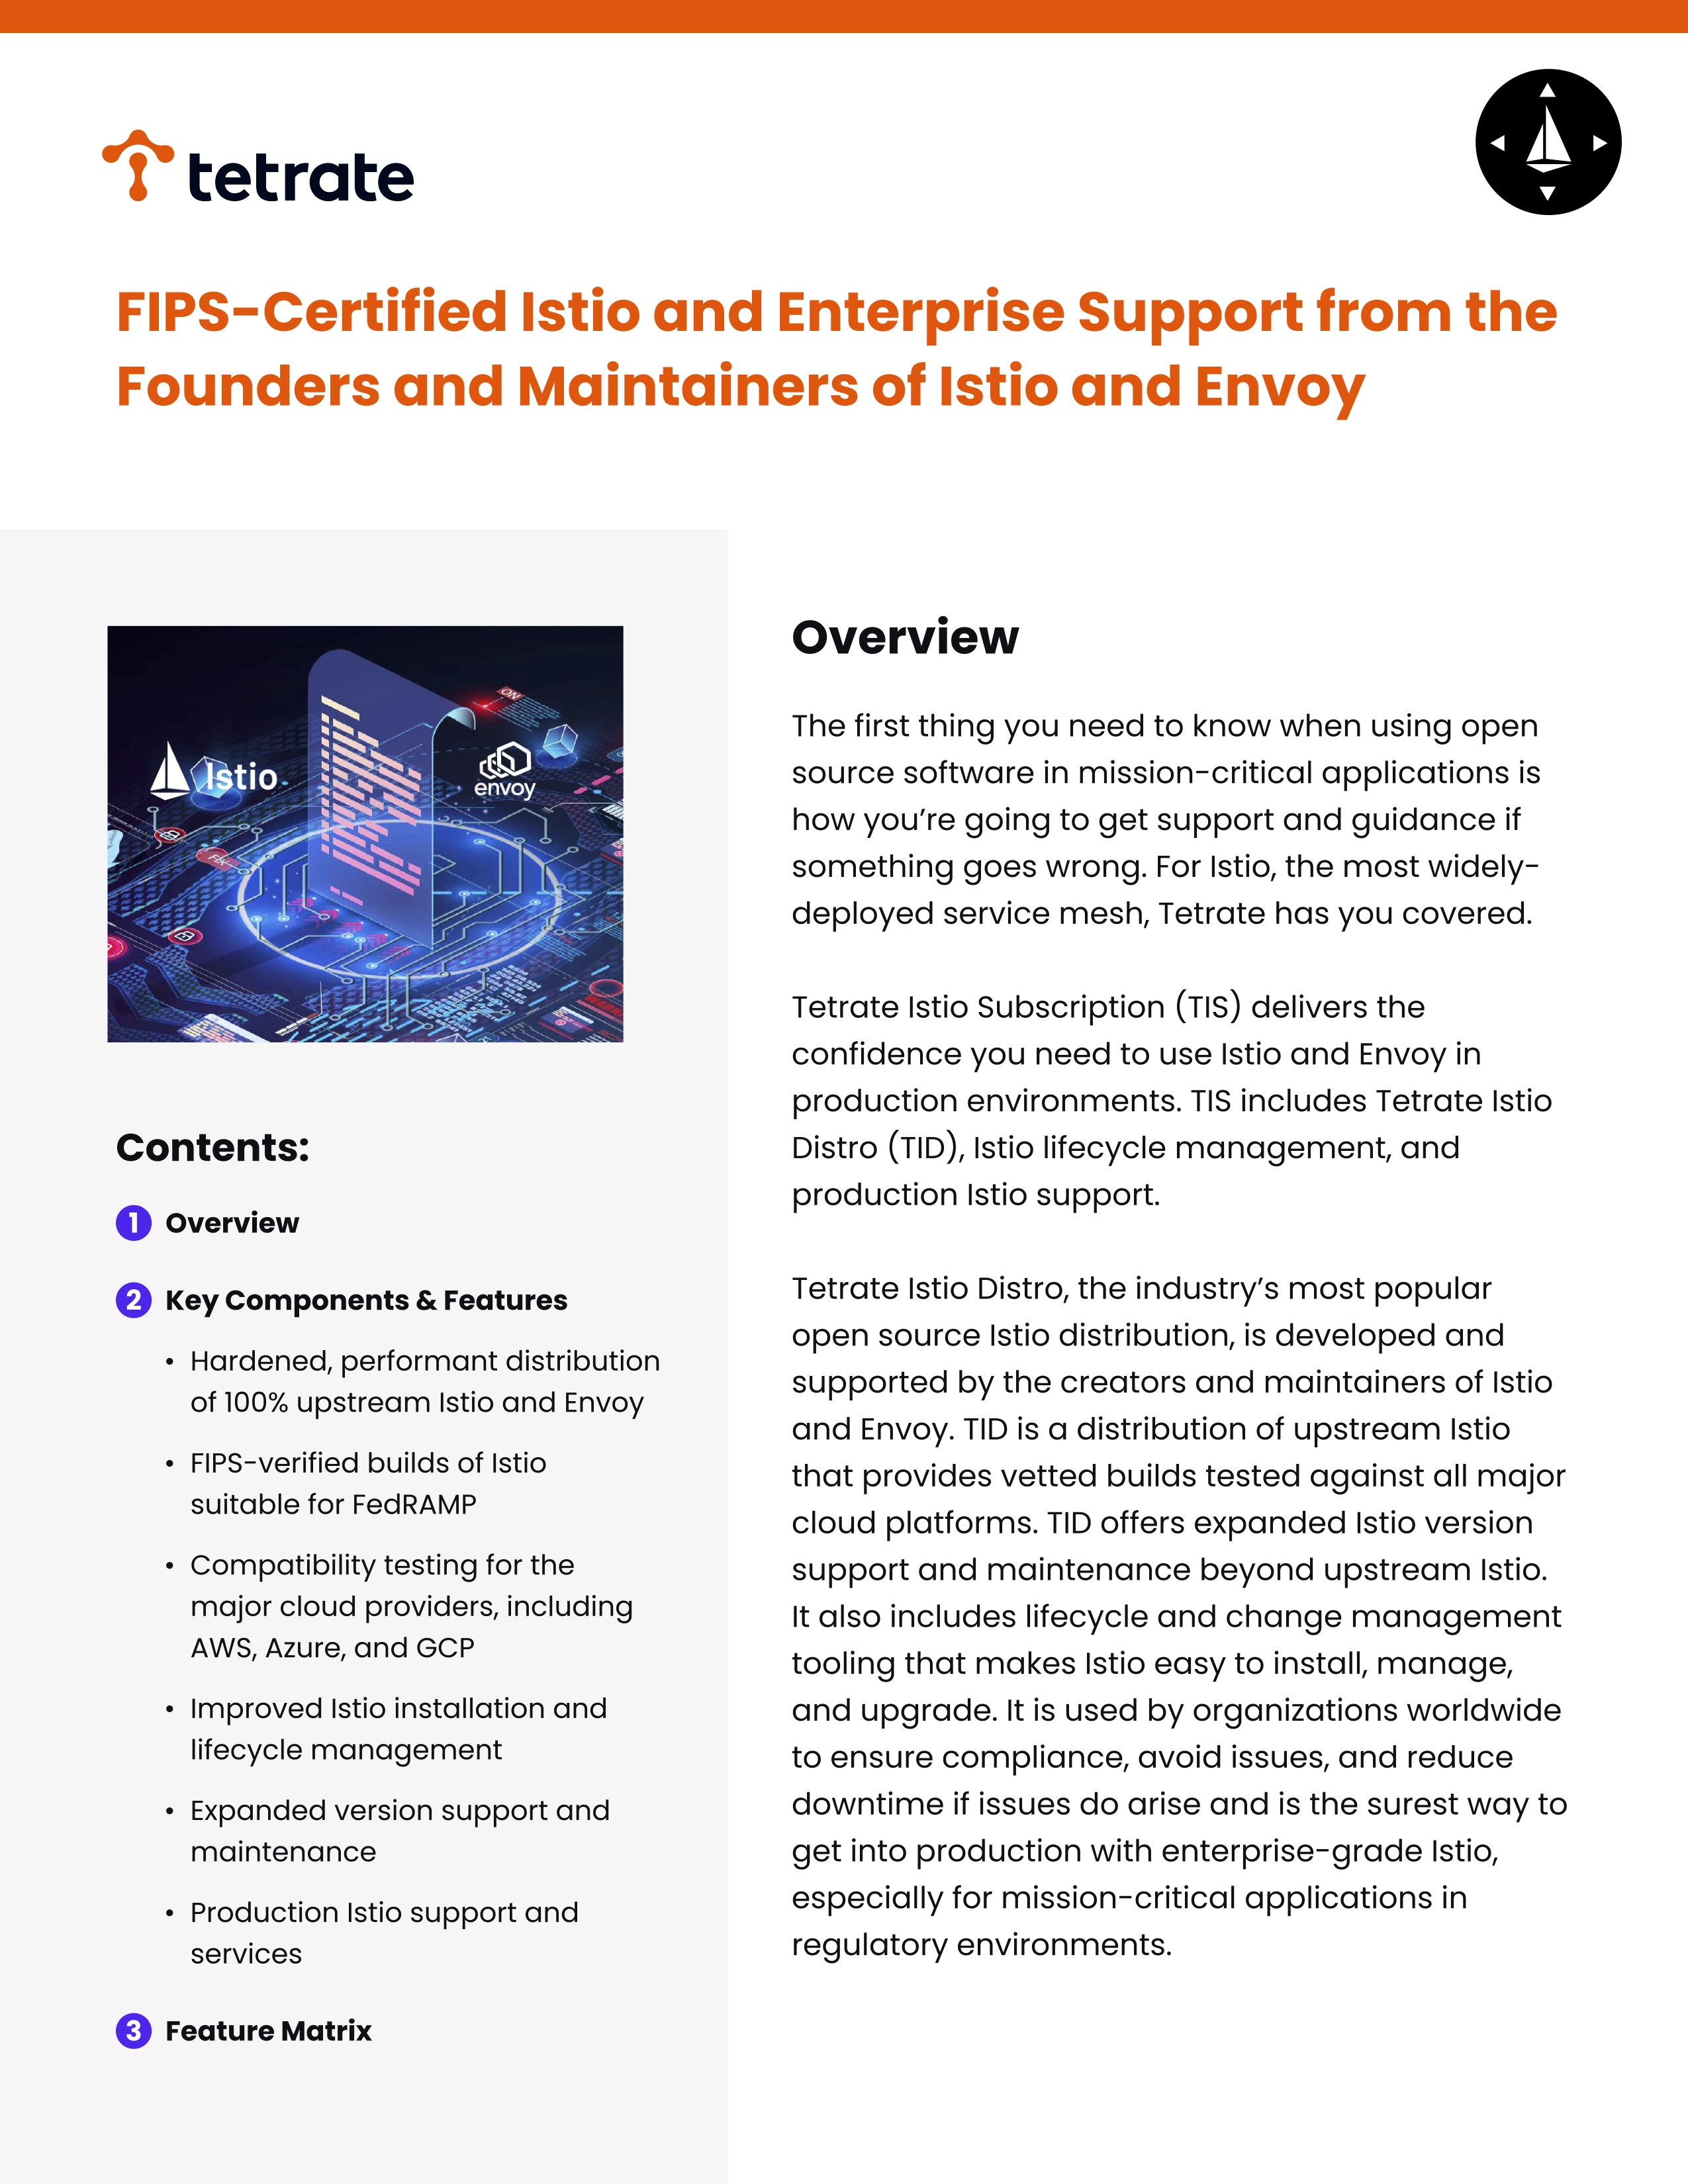 tetrate
FIPS-Certified Istio and Enterprise Support from the
Founders and Maintainers of Istio and Envoy
Istio
envoy
ON
Contents:
1 Overview
2 Key Components & Features
• Hardened, performant distribution
of 100% upstream Istio and Envoy
• FIPS-verified builds of Istio
suitable for FedRAMP
• Compatibility testing for the
major cloud providers, including
AWS, Azure, and GCP
• Improved Istio installation and
lifecycle management
• Expanded version support and
maintenance
• Production Istio support and
services
3 Feature Matrix
Overview
The first thing you need to know when using open
source software in mission-critical applications is
how you’re going to get support and guidance if
something goes wrong. For Istio, the most widely-
deployed service mesh, Tetrate has you covered.
Tetrate Istio Subscription (TIS) delivers the
confidence you need to use Istio and Envoy in
production environments. TIS includes Tetrate Istio
Distro (TID), Istio lifecycle management, and
production Istio support.
Tetrate Istio Distro, the industry’s most popular
open source Istio distribution, is developed and
supported by the creators and maintainers of Istio
and Envoy. TID is a distribution of upstream Istio
that provides vetted builds tested against all major
cloud platforms. TID offers expanded Istio version
support and maintenance beyond upstream Istio.
It also includes lifecycle and change management
tooling that makes Istio easy to install, manage,
and upgrade. It is used by organizations worldwide
to ensure compliance, avoid issues, and reduce
downtime if issues do arise and is the surest way to
get into production with enterprise-grade Istio,
especially for mission-critical applications in
regulatory environments.